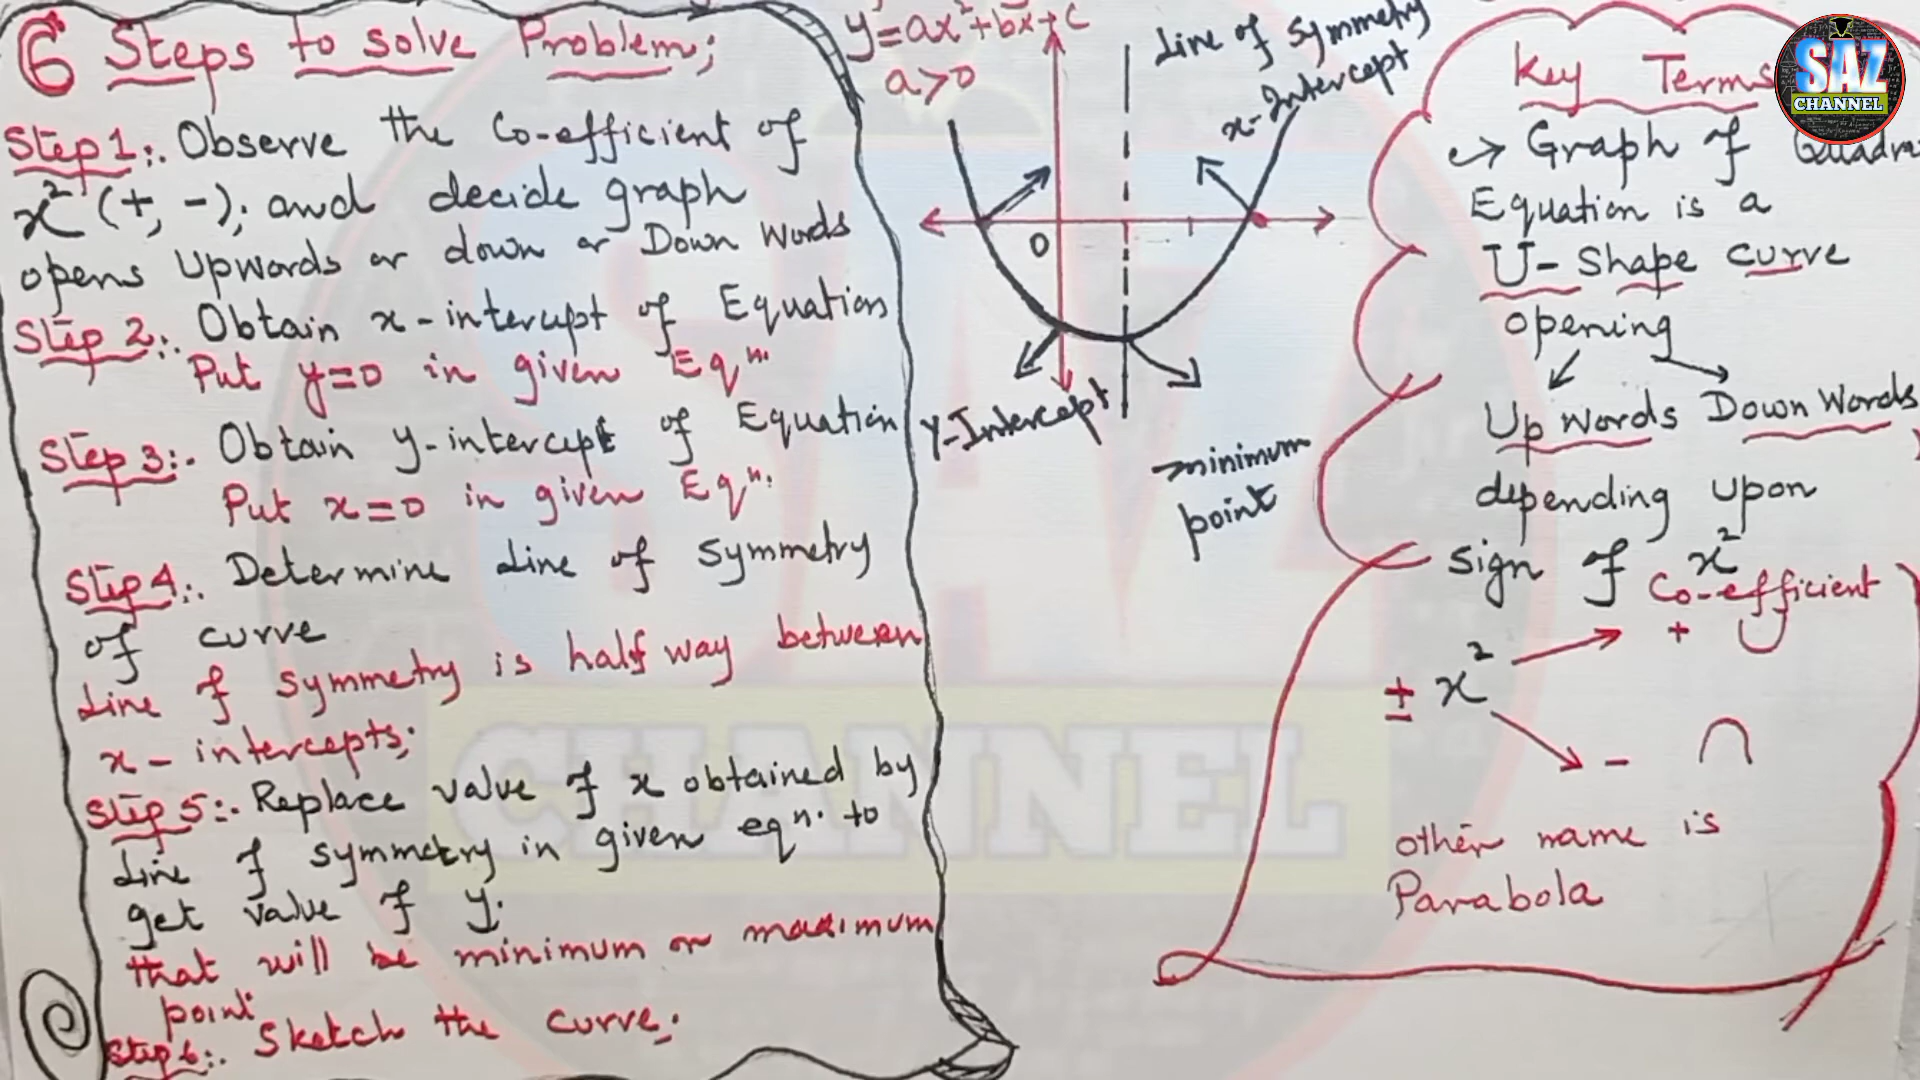 6 Steps to solve Problem;
Step 1:. Observe the Co-efficient of
x² (+, -); and decide graph
opens Upwords or down or Down Words
Step 2:. Obtain x-intercept of Equation
Put y=0 in given Eqⁿ.
Step 3:. Obtain y-intercept of Equation
Put x=0 in given Eqⁿ.
Step 4:. Determine Line of Symmetry
of curve
Line of symmetry is half way between
x-intercepts;
Step 5:. Replace value of x obtained by
Line of symmetry in given eqⁿ. to
get value of y.
that will be minimum or maximum
point
Step 6:. Sketch the curve;
y=ax²+bx+c
a>0
Line of Symmetry
x-Intercept
0
Y-Intercept
minimum
point
Key Terms
Graph of Quadra
Equation is a
U-Shape Curve
opening
Up Words Down Words
depending upon
sign of x²
Co-efficient
+
± x²
-
other name is
Parabola
SAZ
CHANNEL
SAZ
CHANNEL